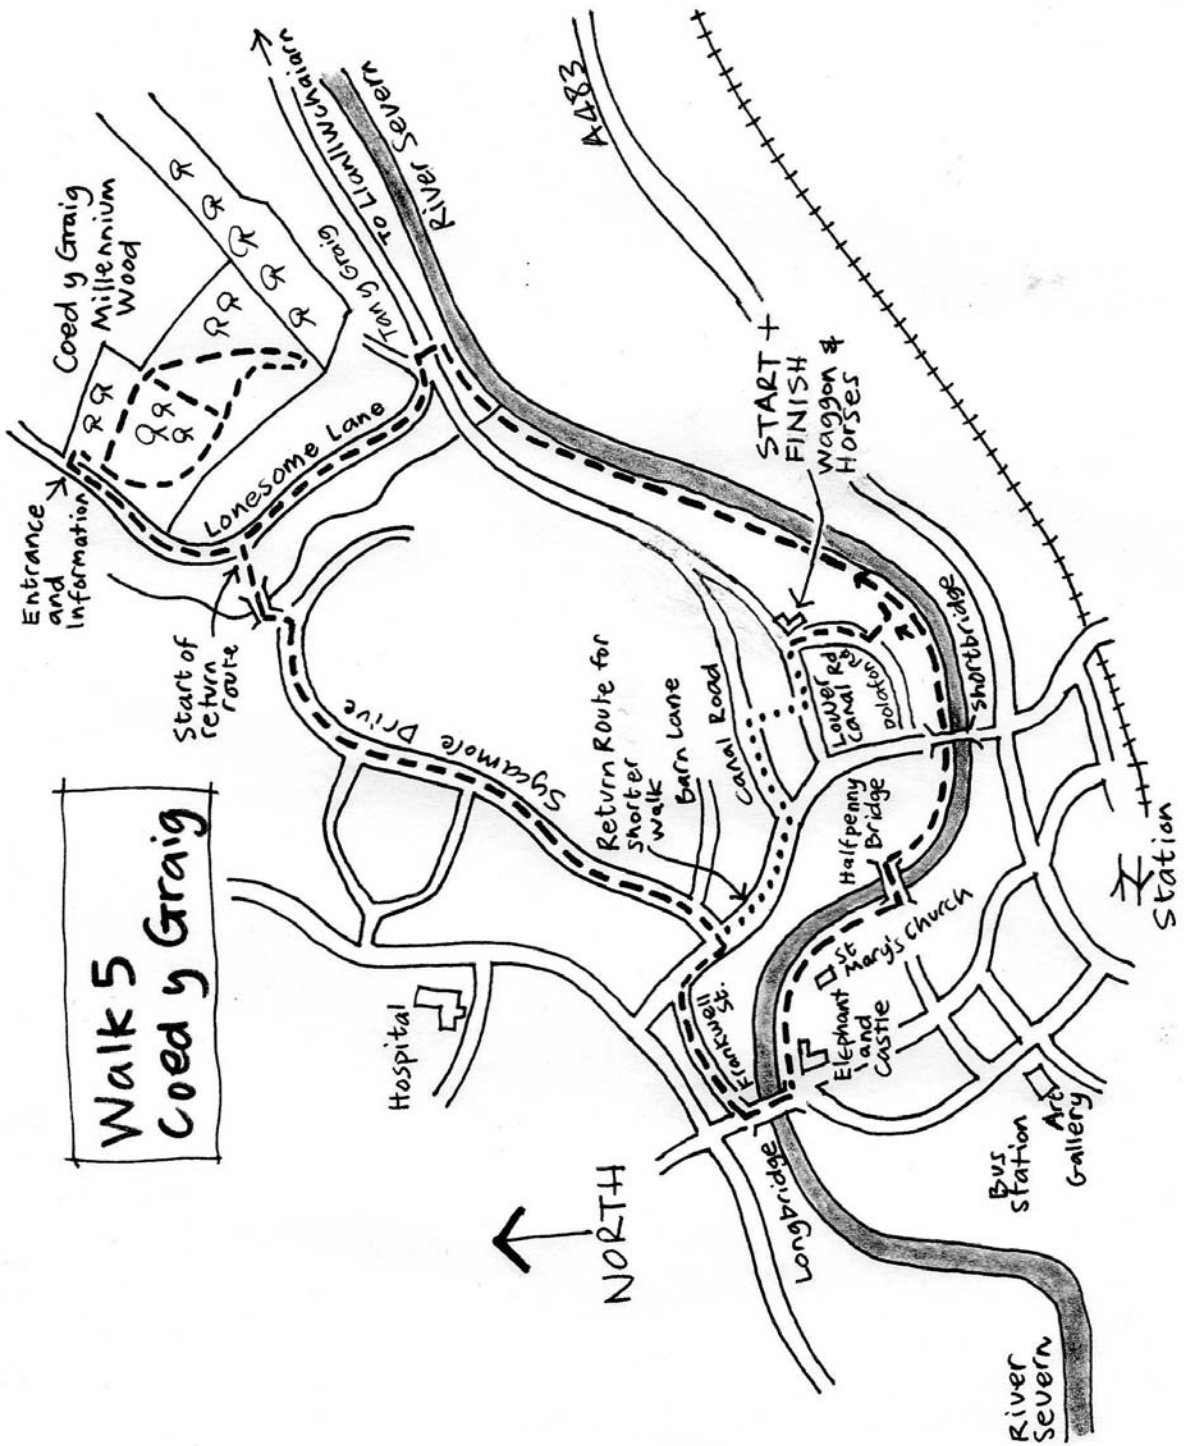 Walk 5
Coed y Graig
Coed y Graig
Millennium
Wood
Entrance
and
Information
Lonesome Lane
Tan y Graig
To Llanllwchaiarn
River Severn
A483
Start of
return
route
Sycamore Drive
Return Route for
shorter
walk
Barn Lane
Canal Road
START +
FINISH
Waggon &
Horses
Lower
Canal Rd
Dolafon Rd
Shortbridge
Halfpenny
Bridge
St
Mary's Church
Elephant
and
Castle
Frankwell
St.
Hospital
NORTH
Longbridge
Bus
Station
Art
Gallery
Station
River
Severn